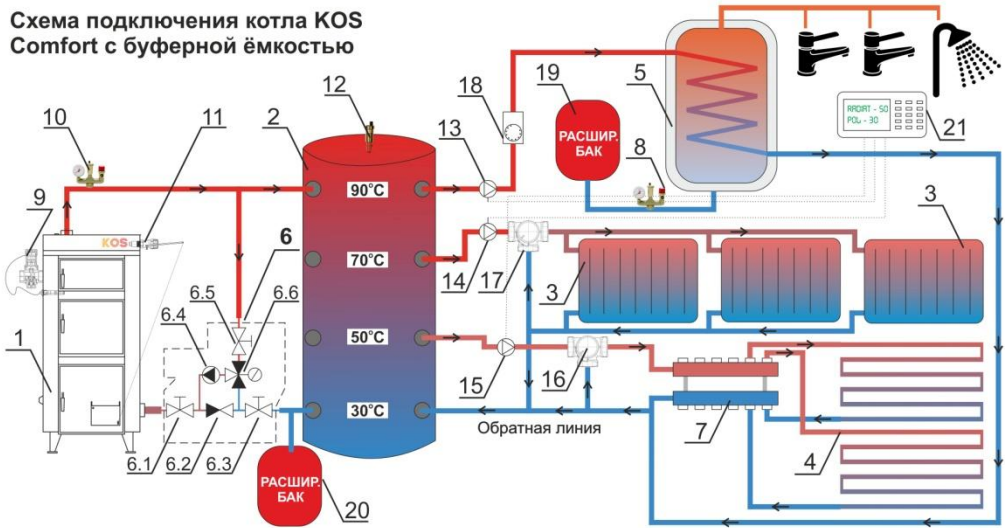 Схема подключения котла KOS
Comfort с буферной ёмкостью
10
11
2
12
13
18
19
РАСШИР.
БАК
8
5
RADIAT - 50
POL - 30
21
9
KOS
1
6
6.5
6.6
6.4
6.1
6.2
6.3
90°C
70°C
50°C
30°C
14
17
3
3
15
16
Обратная линия
7
4
РАСШИР.
БАК
20